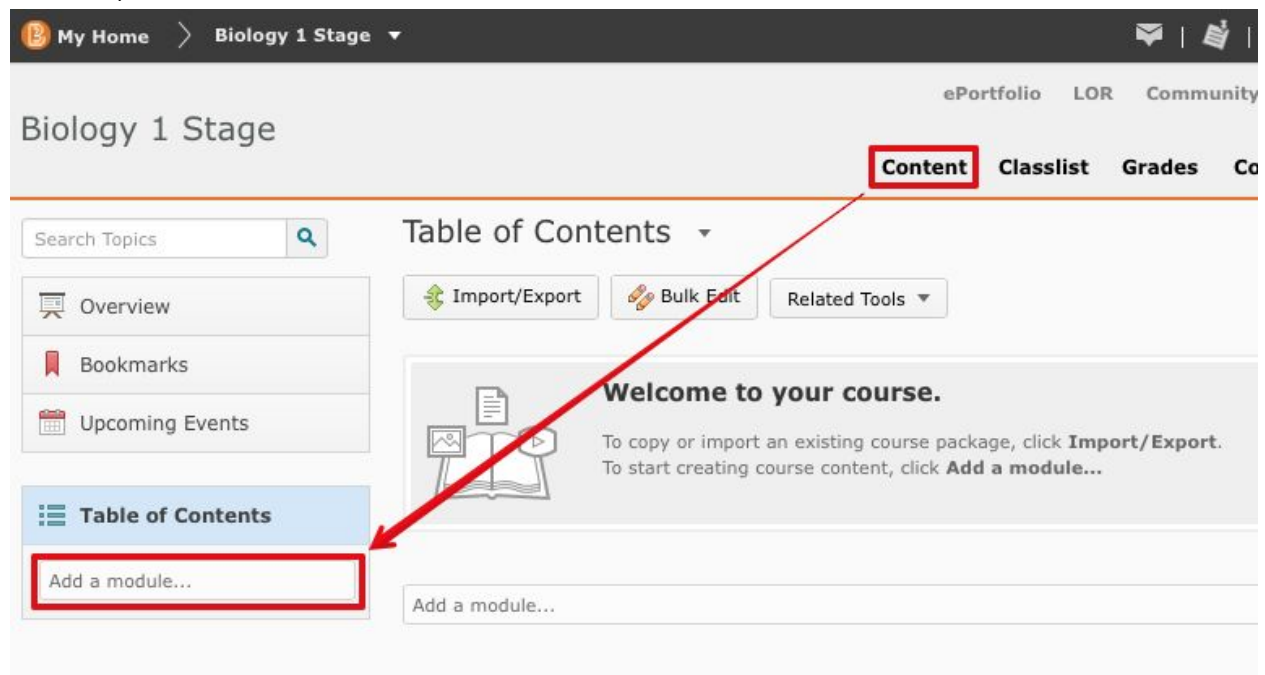 My Home Biology 1 Stage
ePortfolio LOR Community
Biology 1 Stage
Content Classlist Grades Co
Search Topics
Table of Contents
Import/Export Bulk Edit Related Tools
Overview
Bookmarks
Upcoming Events
Welcome to your course.
To copy or import an existing course package, click Import/Export.
To start creating course content, click Add a module...
Table of Contents
Add a module...
Add a module...